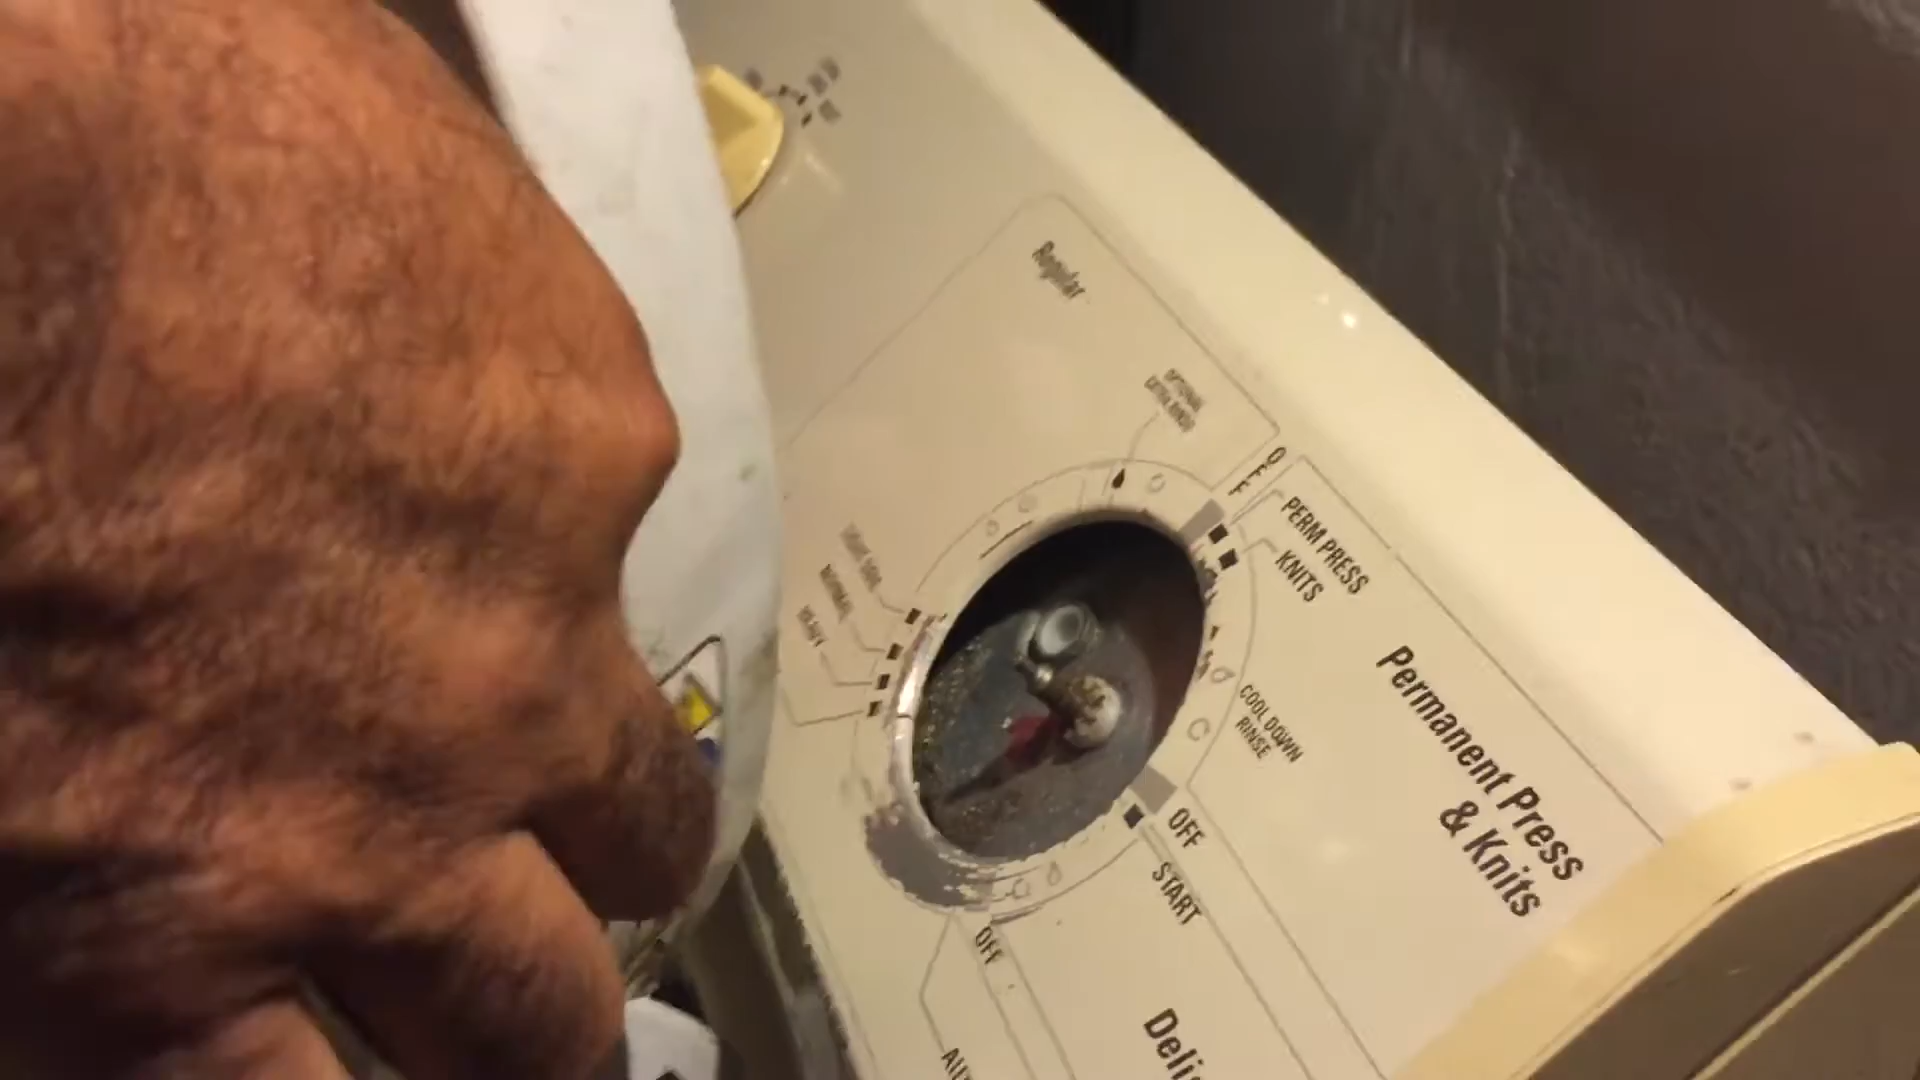 Regular
OPTIONAL
EXTRA RINSE
OFF
PERM PRESS
KNITS
LIGHT SOIL
NORMAL
HEAVY
Permanent Press
& Knits
COOL DOWN
RINSE
OFF
START
OFF
Deli
AU